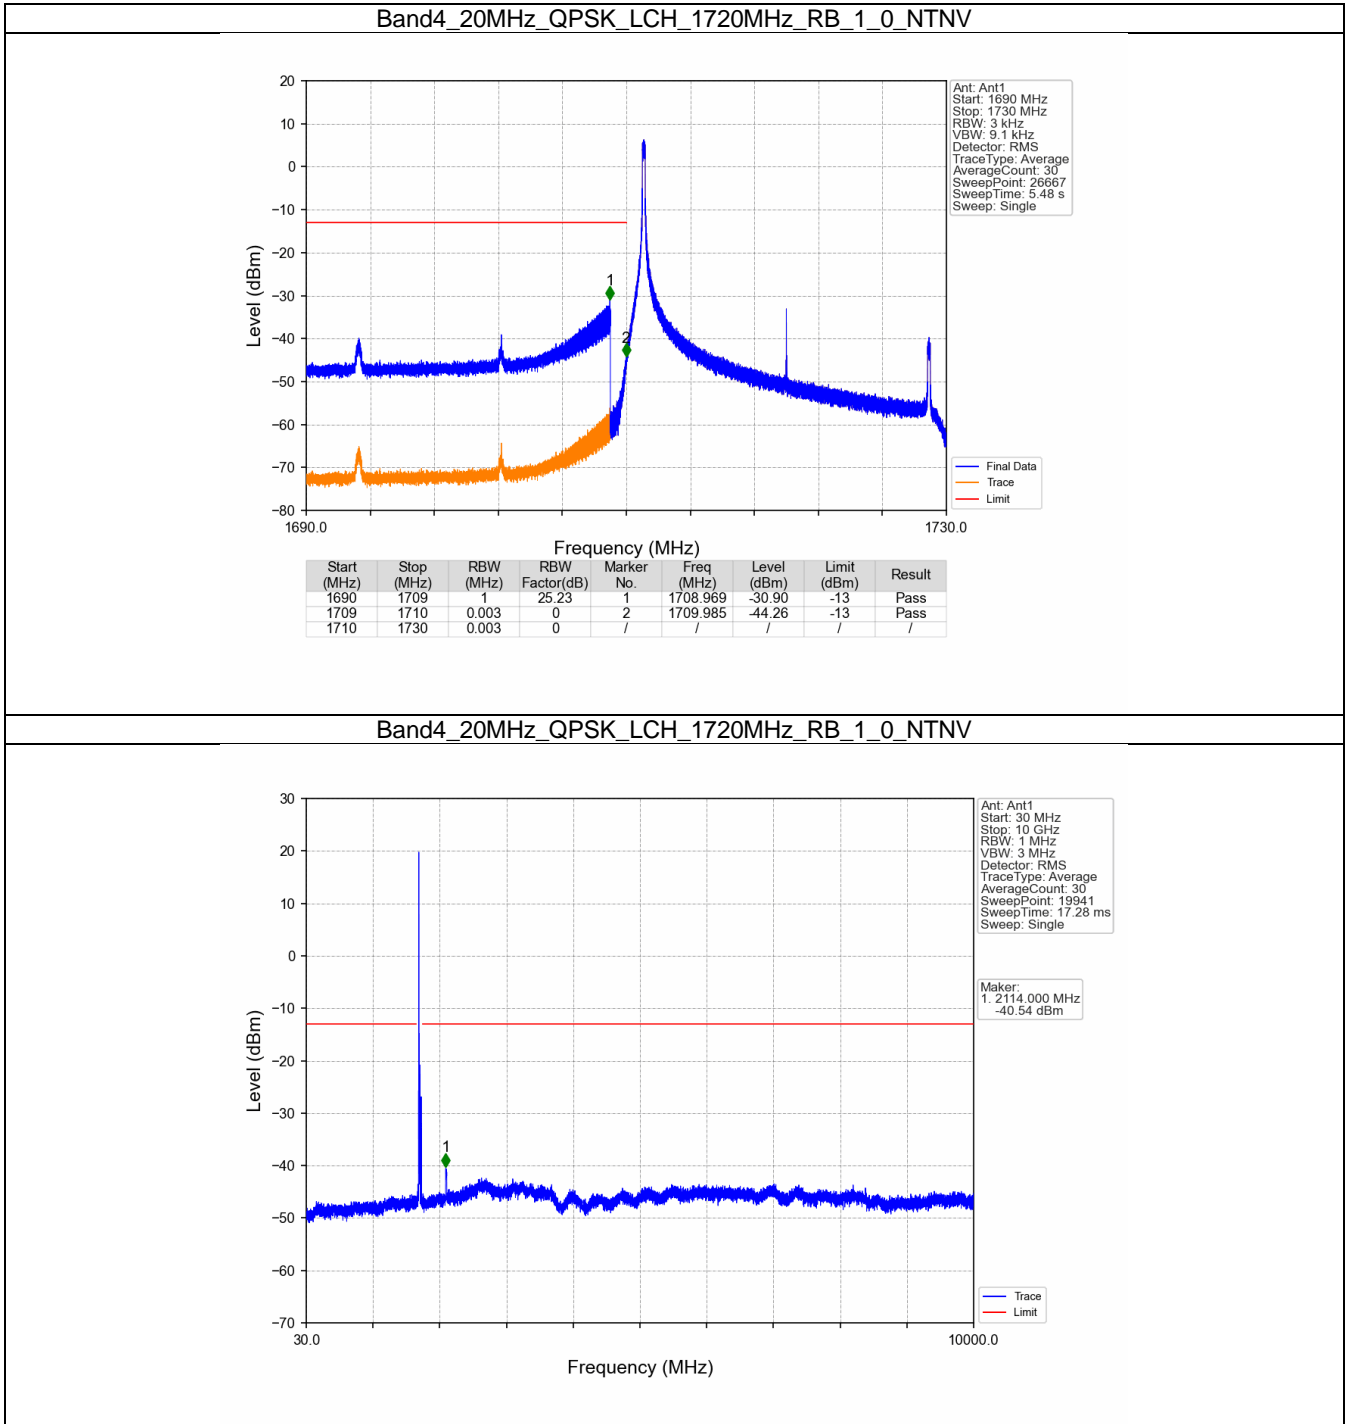 Band4_20MHz_QPSK_LCH_1720MHz_RB_1_0_NTNV
20
10
0
−10
−20
−30
−40
−50
−60
−70
−80
Level (dBm)
1
2
1690.0
1730.0
Frequency (MHz)
Ant: Ant1
Start: 1690 MHz
Stop: 1730 MHz
RBW: 3 kHz
VBW: 9.1 kHz
Detector: RMS
TraceType: Average
AverageCount: 30
SweepPoint: 26667
SweepTime: 5.48 s
Sweep: Single
Final Data
Trace
Limit
Start (MHz) Stop (MHz) RBW (MHz) RBW Factor(dB) Marker No. Freq (MHz) Level (dBm) Limit (dBm) Result
1690 1709 1 25.23 1 1708.969 -30.90 -13 Pass
1709 1710 0.003 0 2 1709.985 -44.26 -13 Pass
1710 1730 0.003 0 / / / / /
Band4_20MHz_QPSK_LCH_1720MHz_RB_1_0_NTNV
30
20
10
0
−10
−20
−30
−40
−50
−60
−70
Level (dBm)
1
30.0
10000.0
Frequency (MHz)
Ant: Ant1
Start: 30 MHz
Stop: 10 GHz
RBW: 1 MHz
VBW: 3 MHz
Detector: RMS
TraceType: Average
AverageCount: 30
SweepPoint: 19941
SweepTime: 17.28 ms
Sweep: Single
Maker:
1. 2114.000 MHz
-40.54 dBm
Trace
Limit